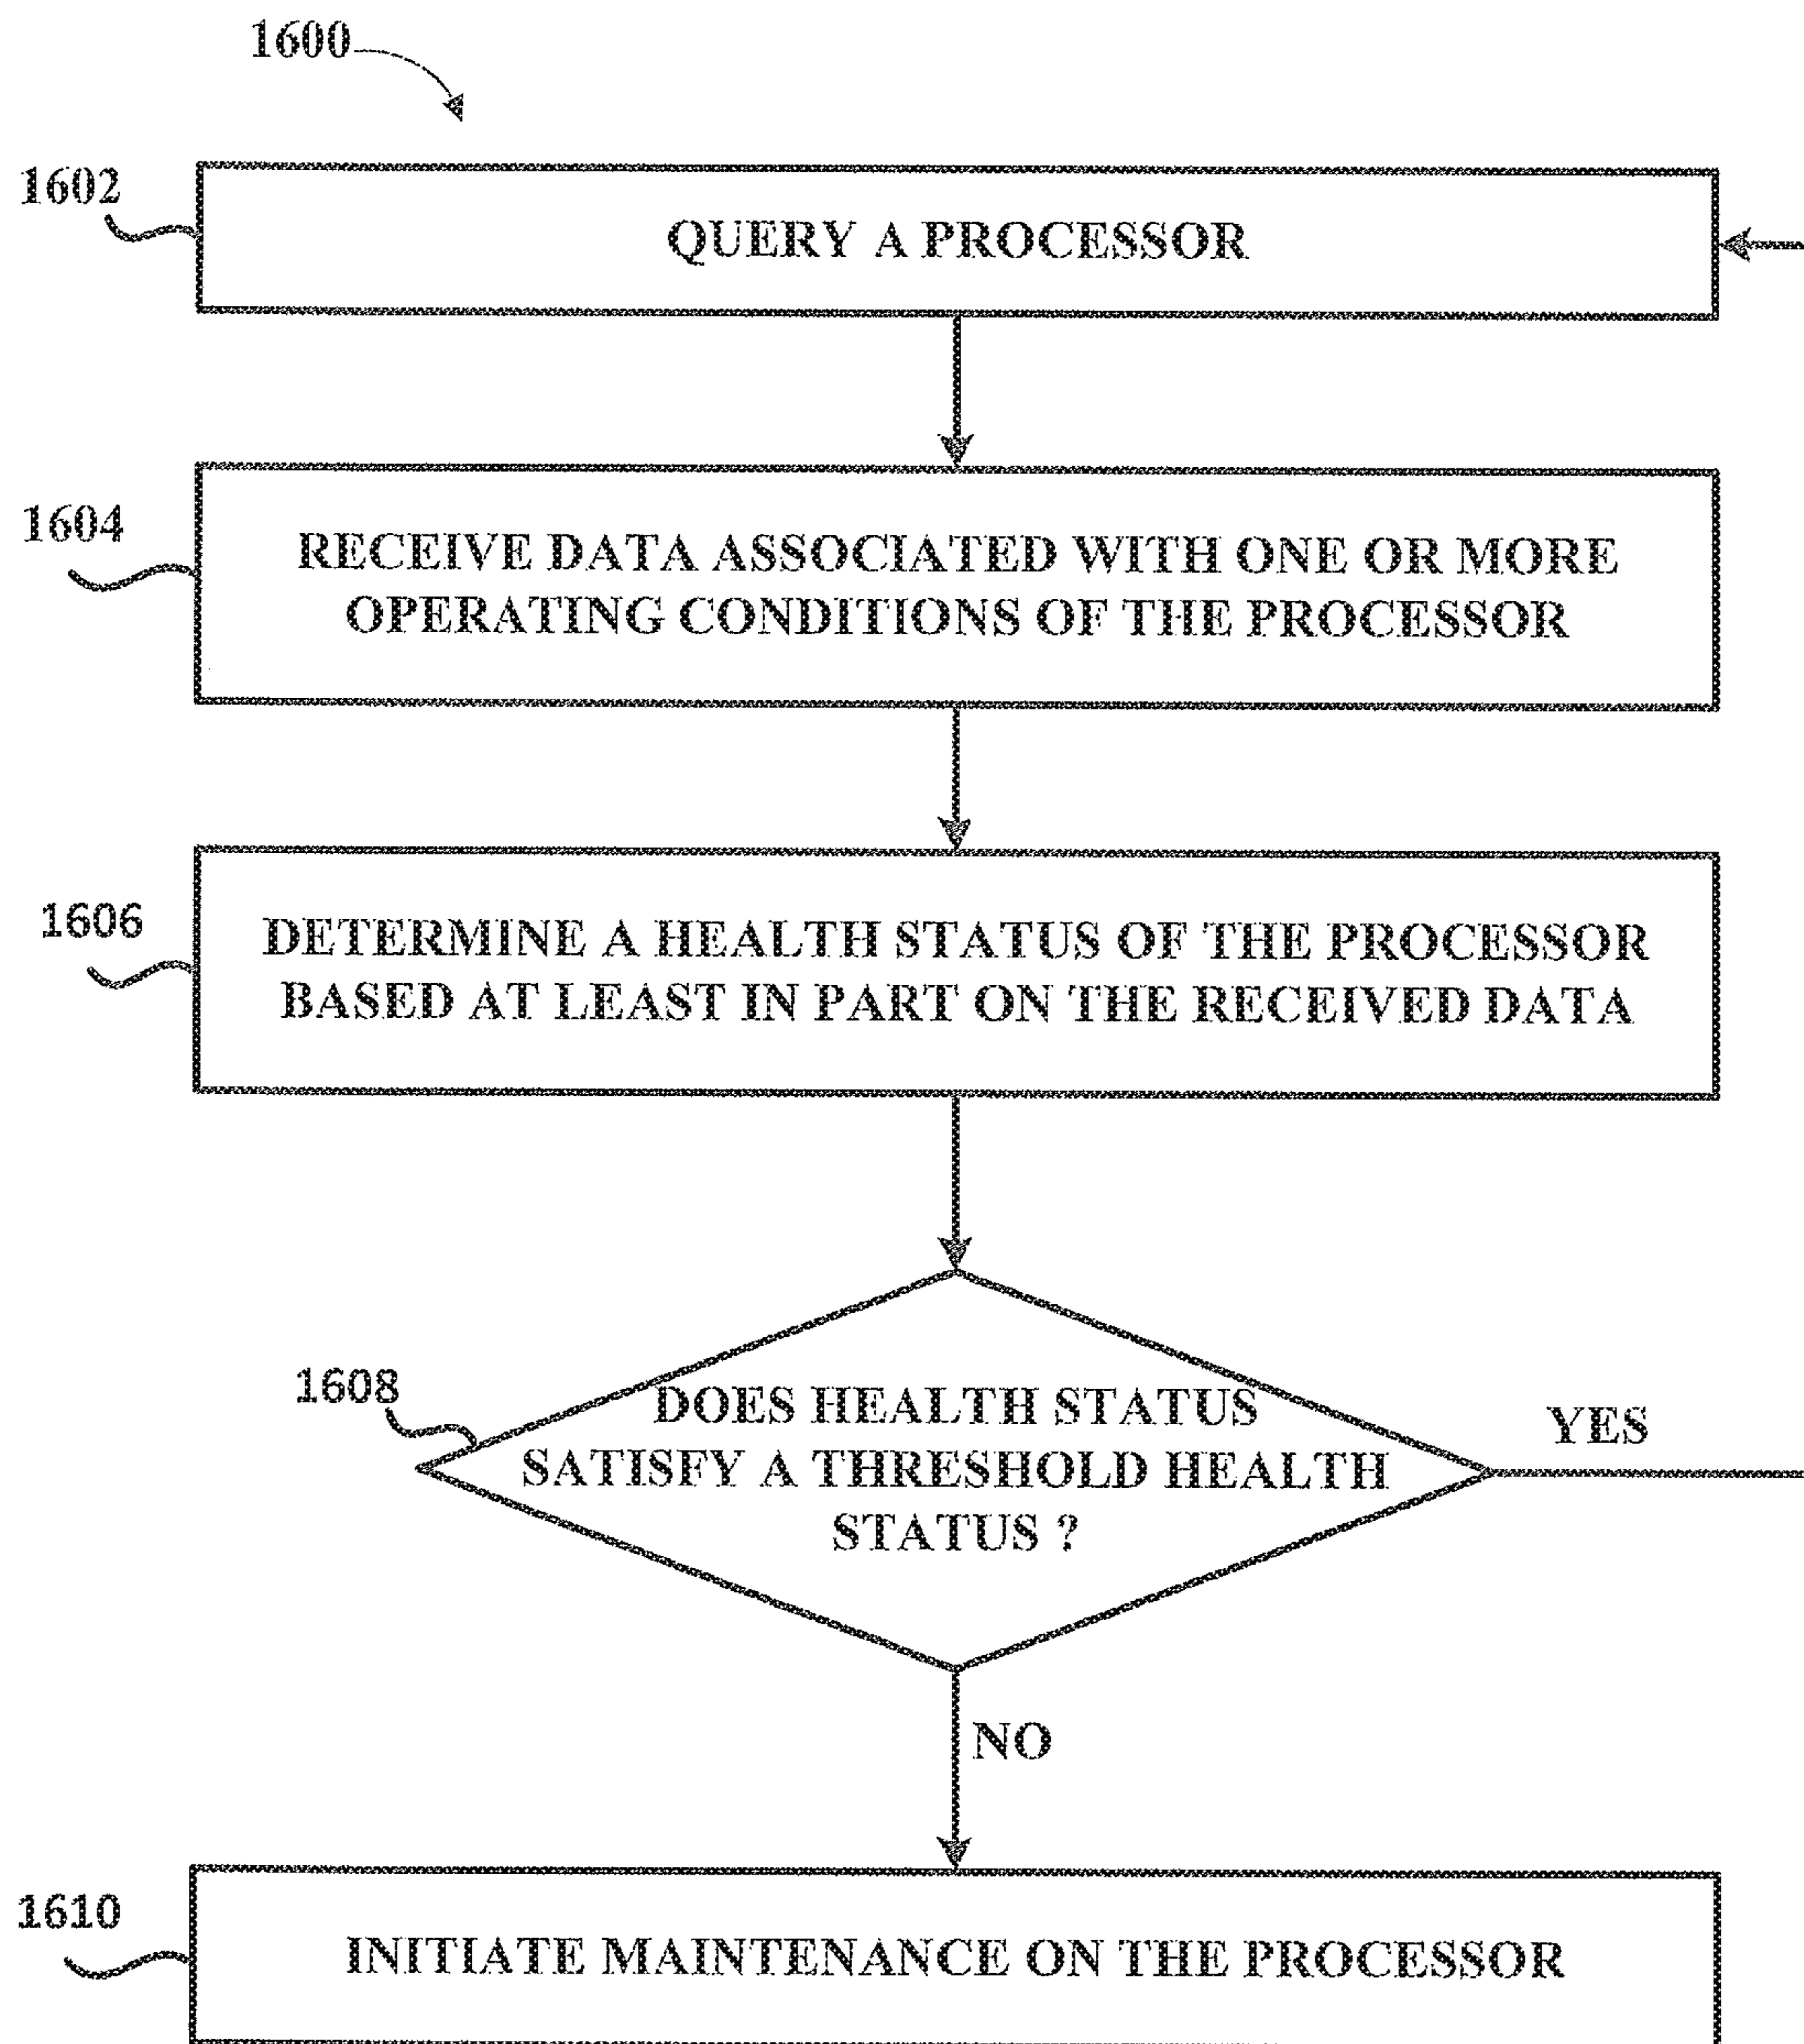 1600
1602
QUERY A PROCESSOR
1604
RECEIVE DATA ASSOCIATED WITH ONE OR MORE
OPERATING CONDITIONS OF THE PROCESSOR
1606
DETERMINE A HEALTH STATUS OF THE PROCESSOR
BASED AT LEAST IN PART ON THE RECEIVED DATA
1608
DOES HEALTH STATUS
SATISFY A THRESHOLD HEALTH
STATUS ?
YES
NO
1610
INITIATE MAINTENANCE ON THE PROCESSOR